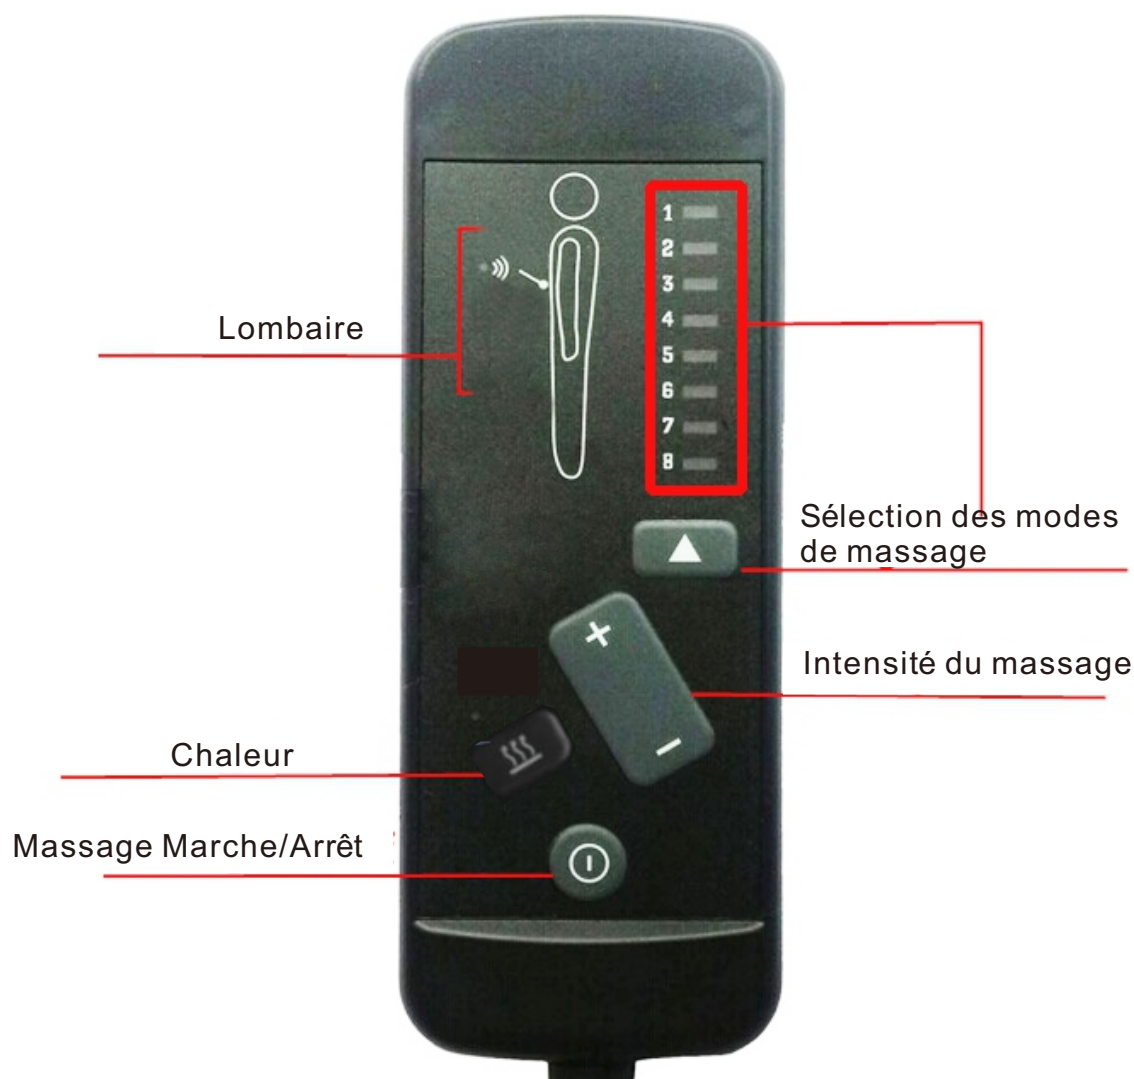 1
2
3
4
5
6
7
8
Lombaire
Sélection des modes
de massage
+
Intensité du massage
−
Chaleur
Massage Marche/Arrêt